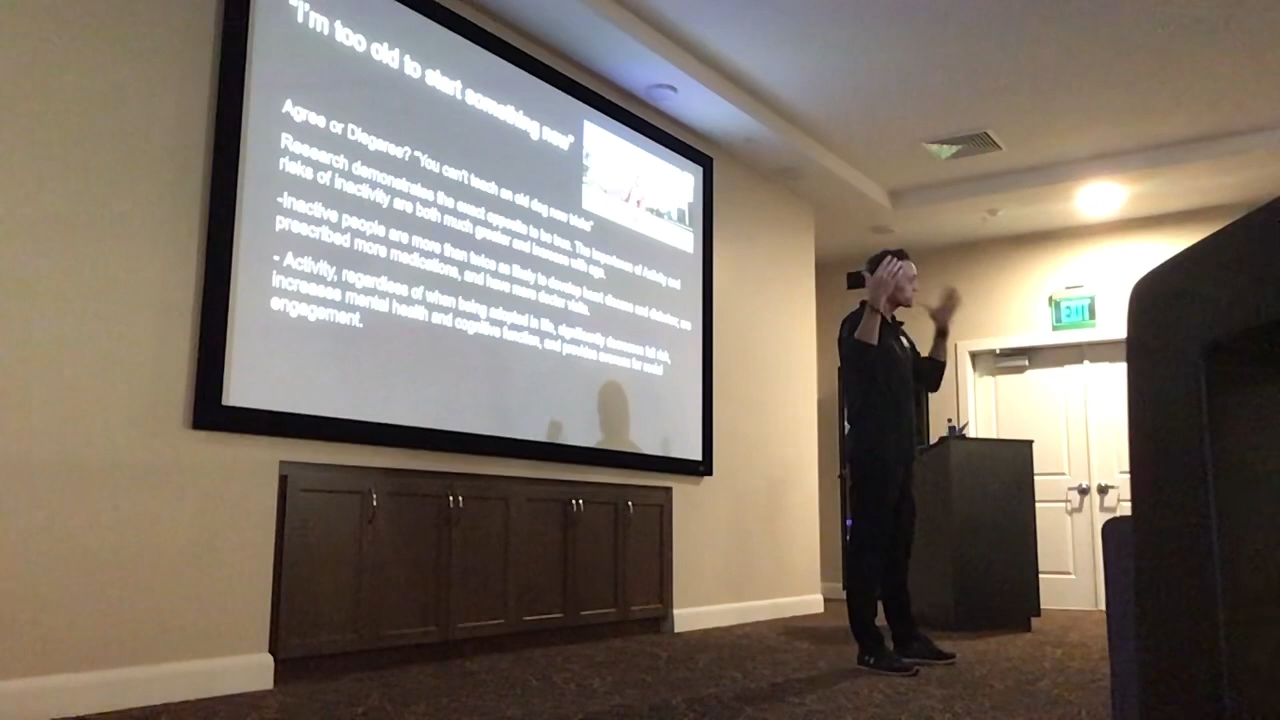 "I'm too old to start something new"
Agree or Disagree? "You can't teach an old dog new tricks"
Research demonstrates the exact opposite to be true. The importance of Activity and
risks of inactivity are both much greater and increase with age.
-Inactive people are more than twice as likely to develop heart disease and diabetes, are
prescribed more medications, and have more doctor visits.
- Activity, regardless of when being adopted in life, significantly decreases fall risk,
increases mental health and cognitive function, and provides avenues for social
engagement.
EXIT